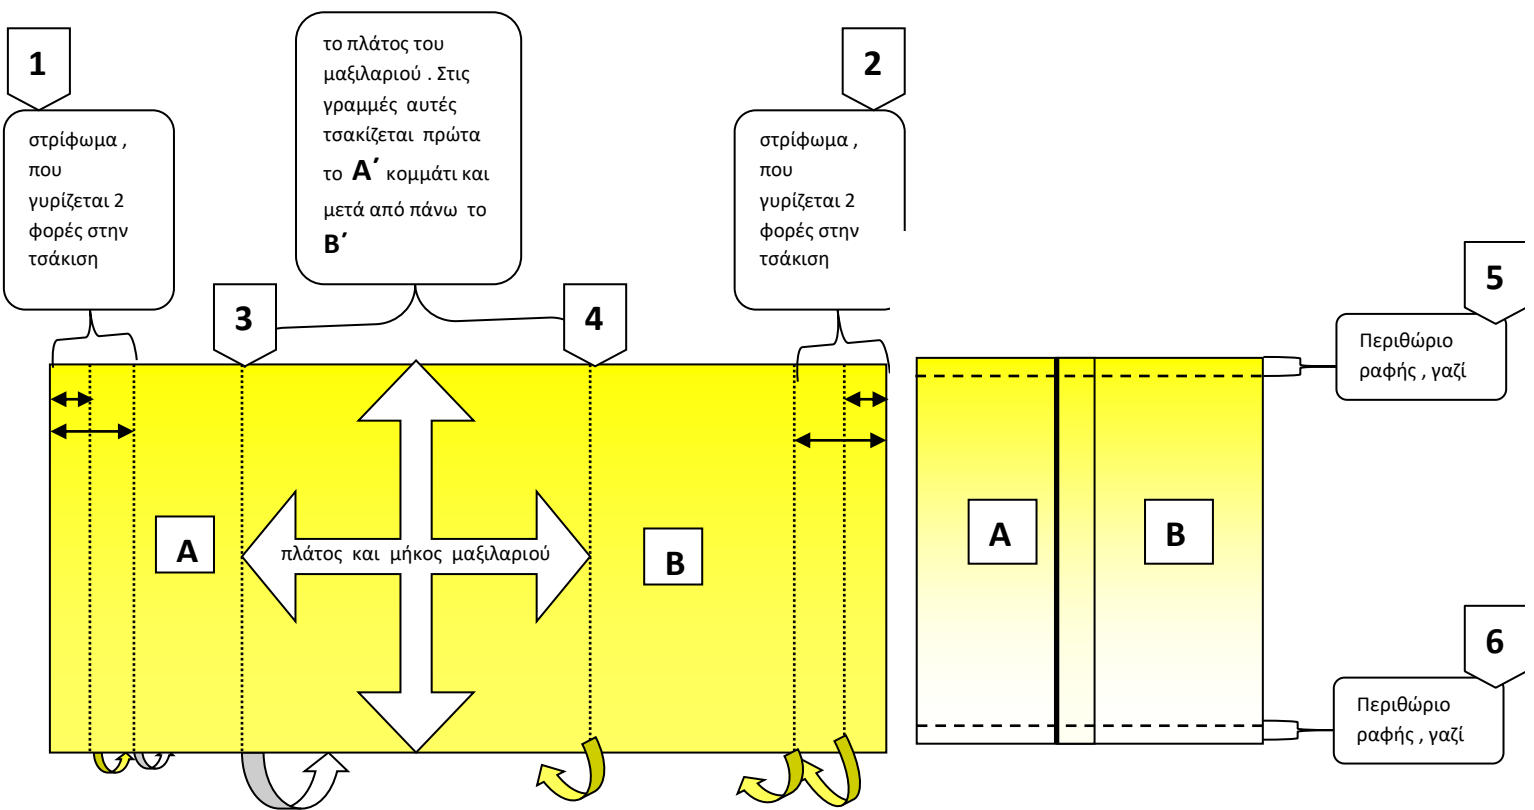 1
στρίφωμα ,
που
γυρίζεται 2
φορές στην
τσάκιση
το πλάτος του
μαξιλαριού . Στις
γραμμές αυτές
τσακίζεται πρώτα
το Α΄ κομμάτι και
μετά από πάνω το
Β΄
2
στρίφωμα ,
που
γυρίζεται 2
φορές στην
τσάκιση
3
4
Α
πλάτος και μήκος μαξιλαριού
Β
5
Περιθώριο
ραφής , γαζί
Α
Β
6
Περιθώριο
ραφής , γαζί